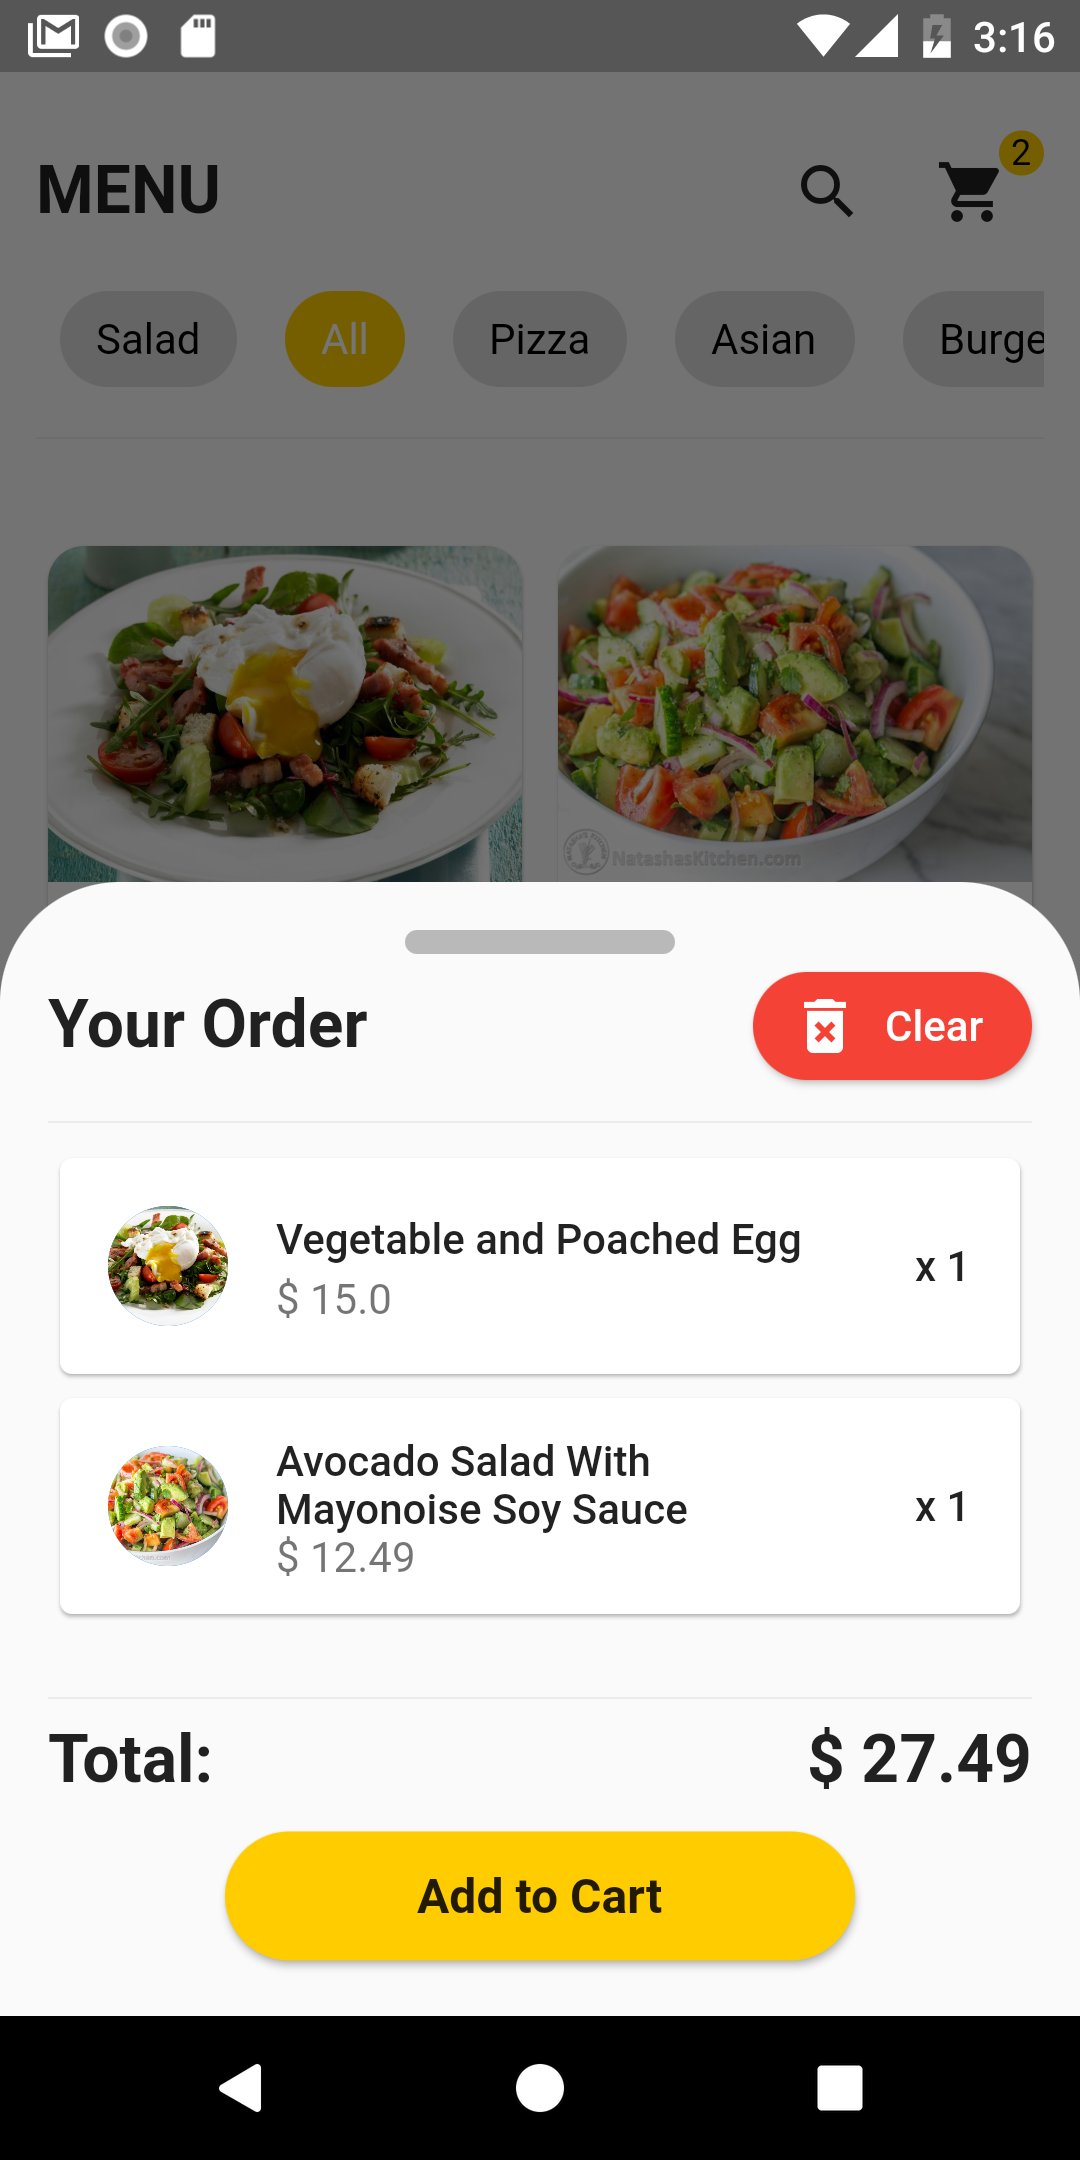 3:16
MENU
2
Salad
All
Pizza
Asian
Burge
NatashasKitchen.com
Your Order
Clear
Vegetable and Poached Egg
$ 15.0
x 1
Avocado Salad With
Mayonoise Soy Sauce
$ 12.49
x 1
Total:
$ 27.49
Add to Cart